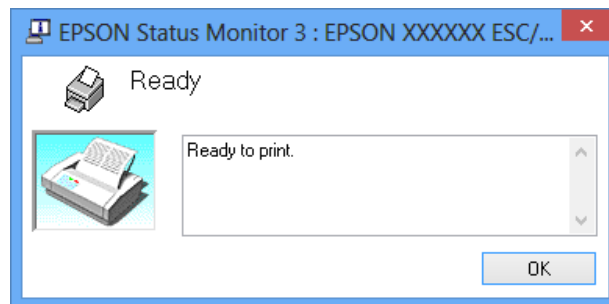 EPSON Status Monitor 3 : EPSON XXXXXX ESC/...
Ready
Ready to print.
OK